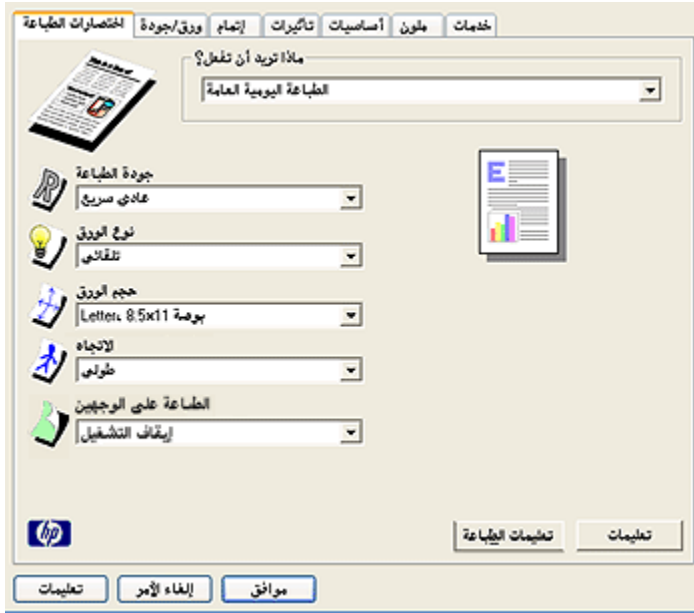 اختصارات الطباعة
ورق/جودة
إتمام
تأثيرات
أساسيات
ملون
خدمات
ماذا تريد أن تفعل؟
الطباعة اليومية العامة
جودة الطباعة
عادي سريع
نوع الورق
تلقائي
حجم الورق
Letter، 8.5x11 بوصة
الاتجاه
طولي
الطباعة على الوجهين
إيقاف التشغيل
E
hp
تعليمات الطباعة
تعليمات
موافق
إلغاء الأمر
تعليمات